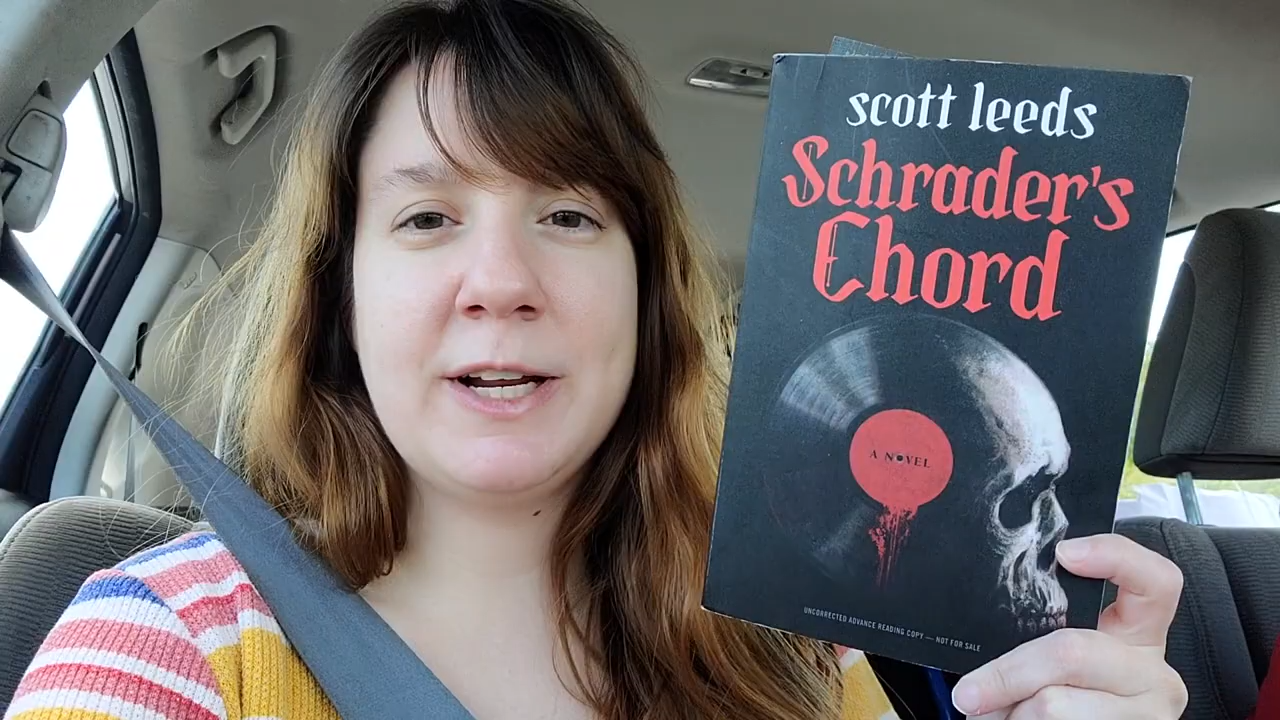 scott leeds
Schrader's
Chord
A NOVEL
UNCORRECTED ADVANCE READING COPY — NOT FOR SALE